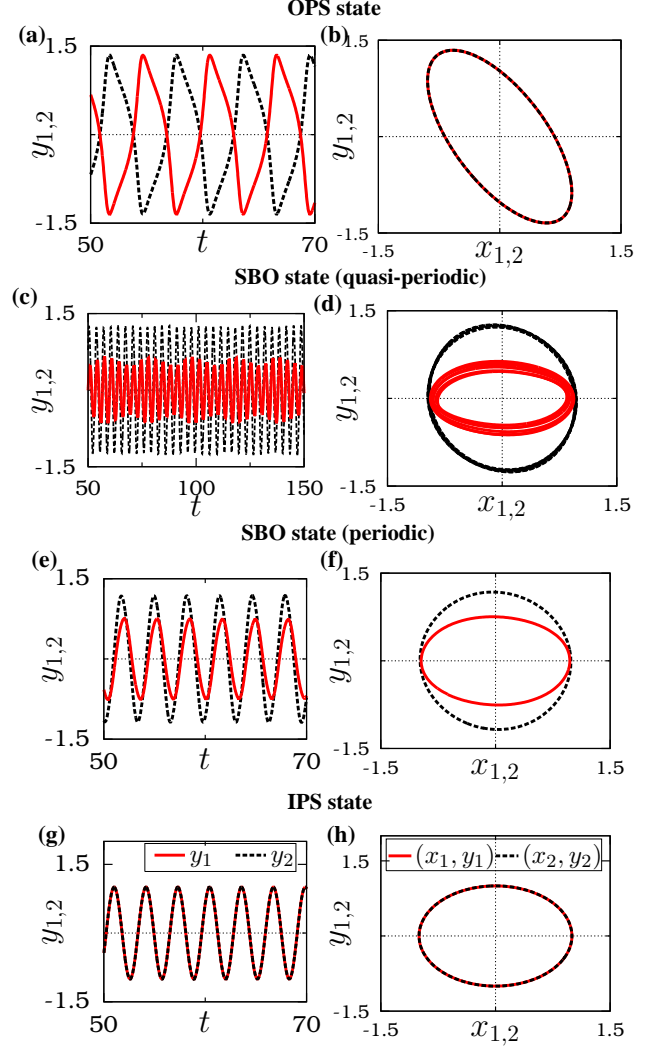 OPS state
(a) (b)
1.5 1.5
y1,2 y1,2
-1.5 -1.5
50 t 70 -1.5 x1,2 1.5
SBO state (quasi-periodic)
(c) (d)
1.5 1.5
y1,2 y1,2
-1.5 -1.5
50 100 150 -1.5 1.5
t x1,2
SBO state (periodic)
(e) (f)
1.5 1.5
y1,2 y1,2
-1.5 -1.5
50 t 70 -1.5 x1,2 1.5
IPS state
(g) (h)
y1 y2 (x1, y1) (x2, y2)
1.5 1.5
y1,2 y1,2
-1.5 -1.5
50 t 70 -1.5 x1,2 1.5